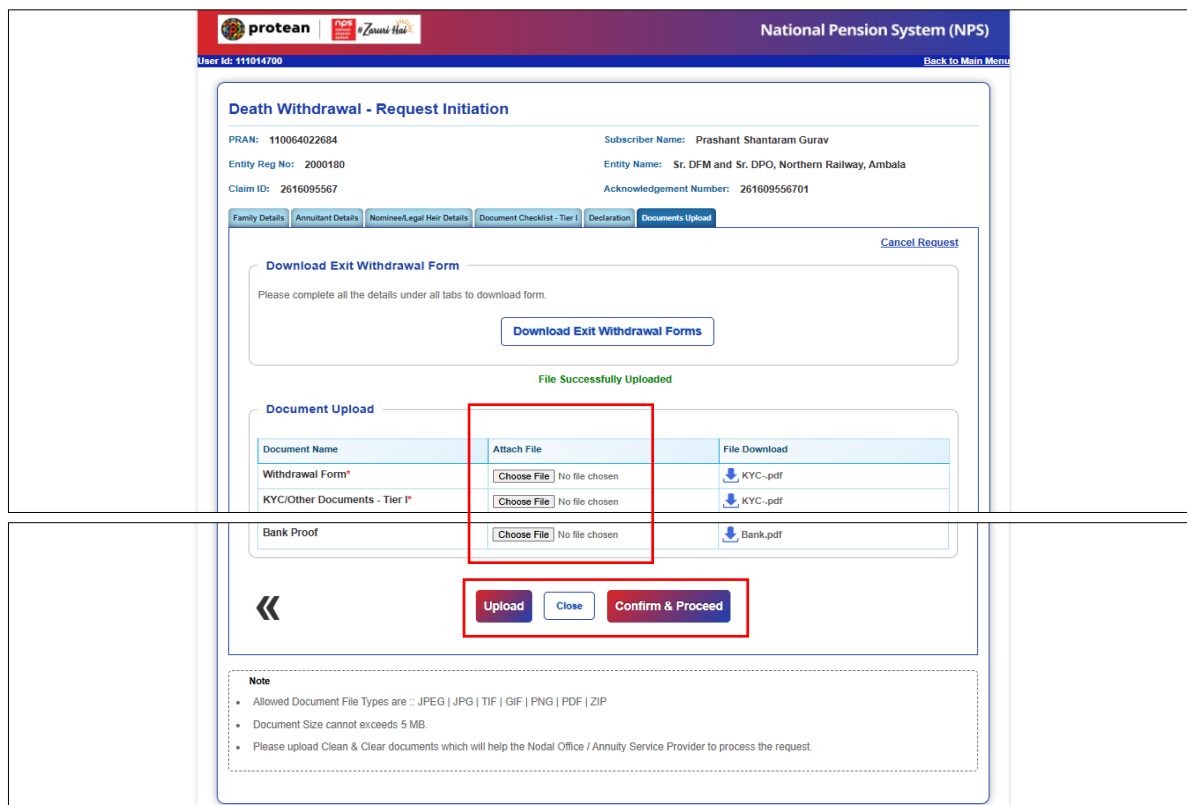 protean
nps
national
pension
system
#Zaruri Hai
National Pension System (NPS)
User Id: 111014700
Back to Main Menu
Death Withdrawal - Request Initiation
PRAN: 110064022684
Subscriber Name: Prashant Shantaram Gurav
Entity Reg No: 2000180
Entity Name: Sr. DFM and Sr. DPO, Northern Railway, Ambala
Claim ID: 2616095567
Acknowledgement Number: 261609556701
Family Details
Annuitant Details
Nominee/Legal Heir Details
Document Checklist - Tier I
Declaration
Documents Upload
Cancel Request
Download Exit Withdrawal Form
Please complete all the details under all tabs to download form.
Download Exit Withdrawal Forms
File Successfully Uploaded
Document Upload
Document Name
Attach File
File Download
Withdrawal Form*
Choose File No file chosen
KYC-.pdf
KYC/Other Documents - Tier I*
Choose File No file chosen
KYC-.pdf
Bank Proof
Choose File No file chosen
Bank.pdf
«
Upload
Close
Confirm & Proceed
Note
• Allowed Document File Types are :: JPEG | JPG | TIF | GIF | PNG | PDF | ZIP
• Document Size cannot exceeds 5 MB.
• Please upload Clean & Clear documents which will help the Nodal Office / Annuity Service Provider to process the request.